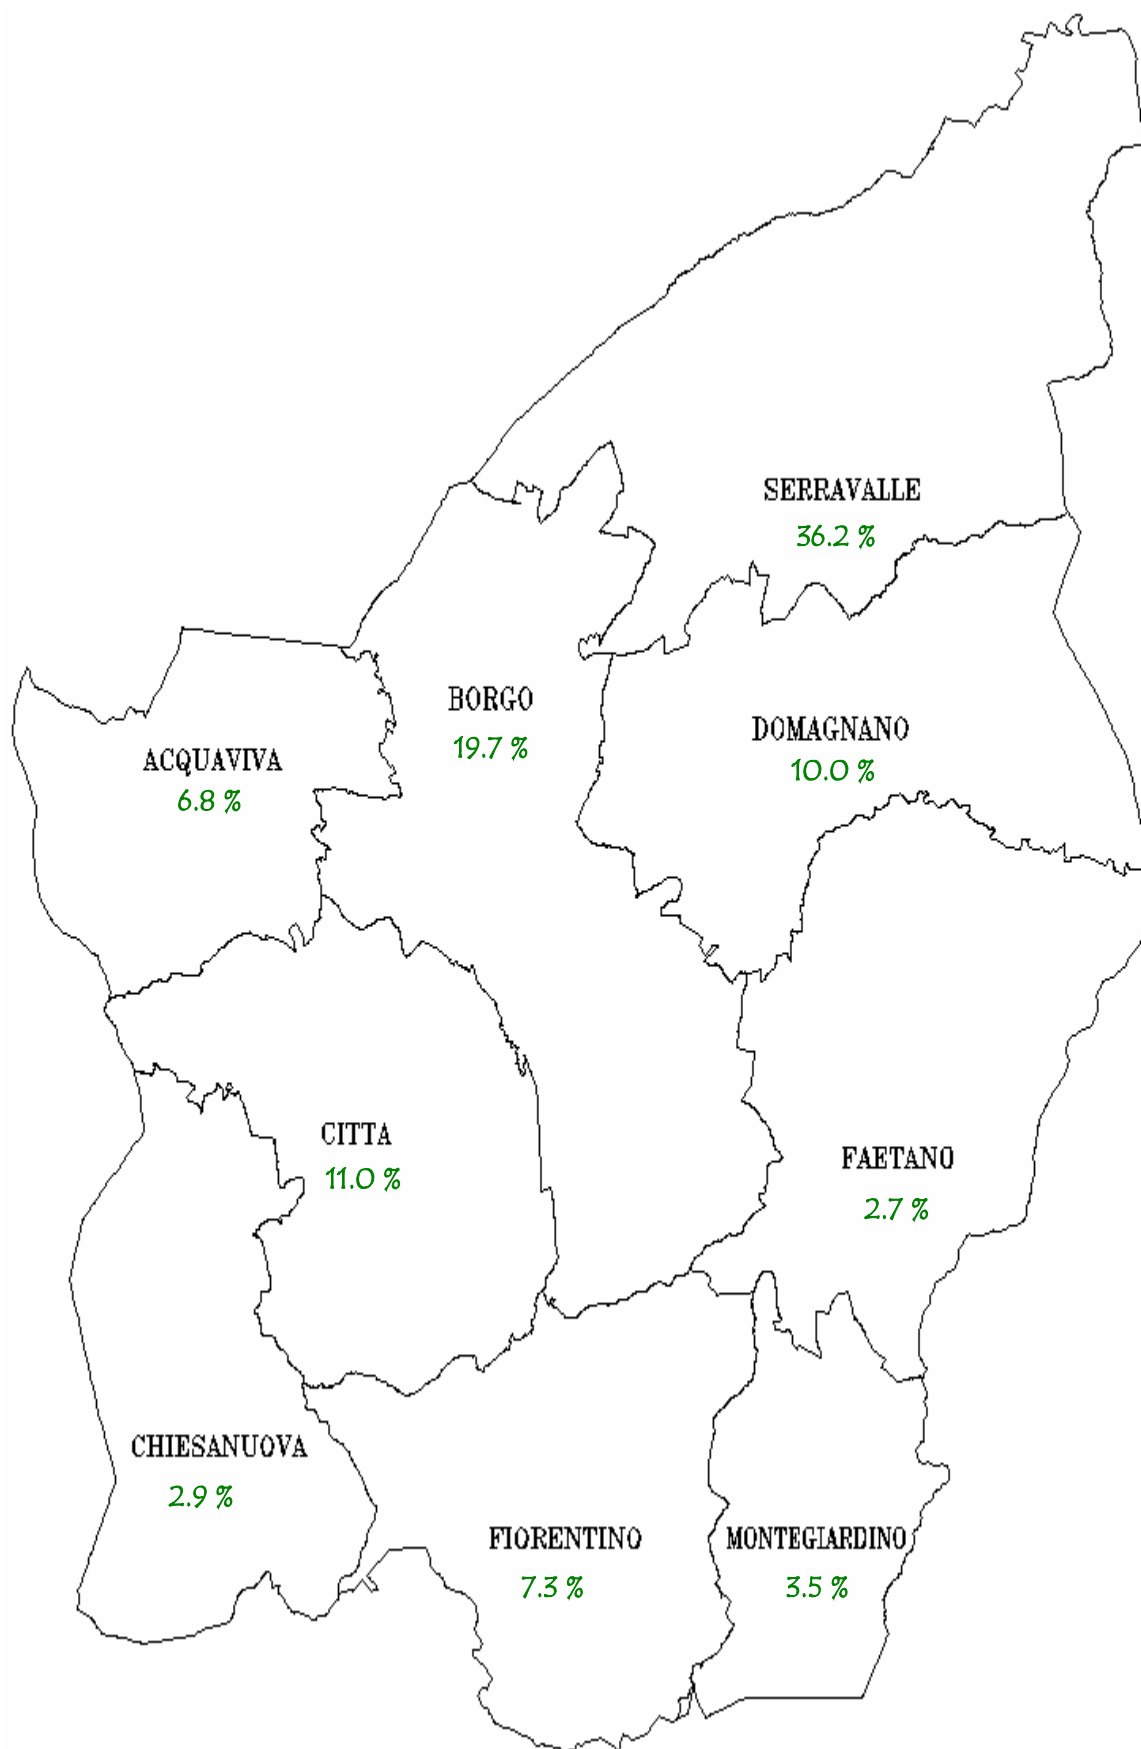 SERRAVALLE
36.2 %
BORGO
19.7 %
DOMAGNANO
10.0 %
ACQUAVIVA
6.8 %
CITTA
11.0 %
FAETANO
2.7 %
CHIESANUOVA
2.9 %
FIORENTINO
7.3 %
MONTEGIARDINO
3.5 %